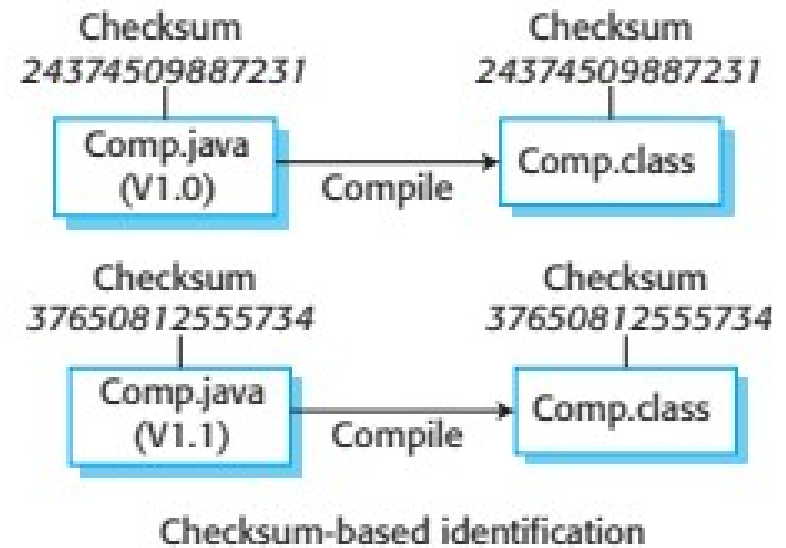 Checksum
24374509887231
Checksum
24374509887231
Comp.java
(V1.0)
Compile
Comp.class
Checksum
37650812555734
Checksum
37650812555734
Comp.java
(V1.1)
Compile
Comp.class
Checksum-based identification